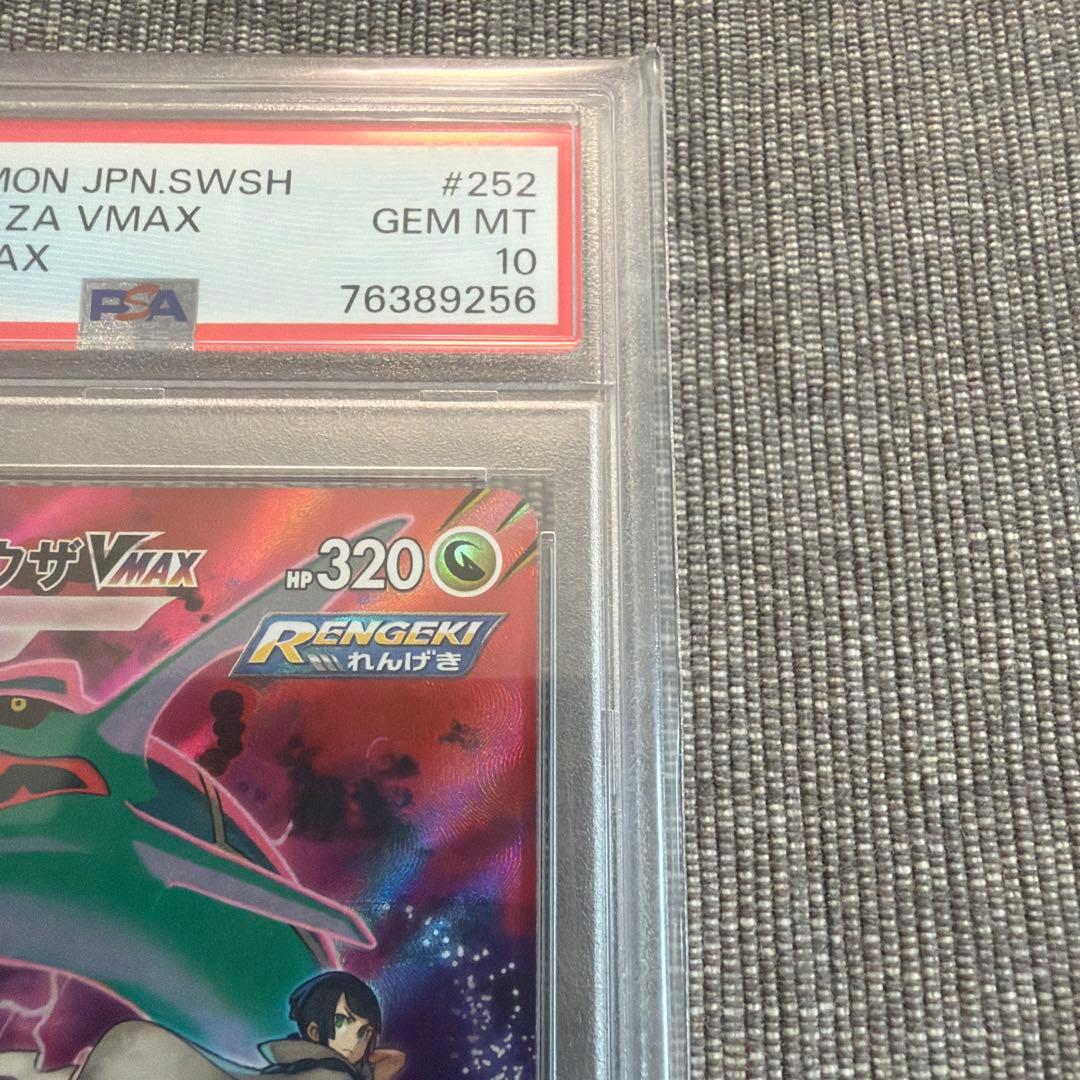 MON JPN.SWSH #252
ZA VMAX GEM MT
AX 10
PSA 76389256
ウザVMAX HP320
RENGEKI
れんげき